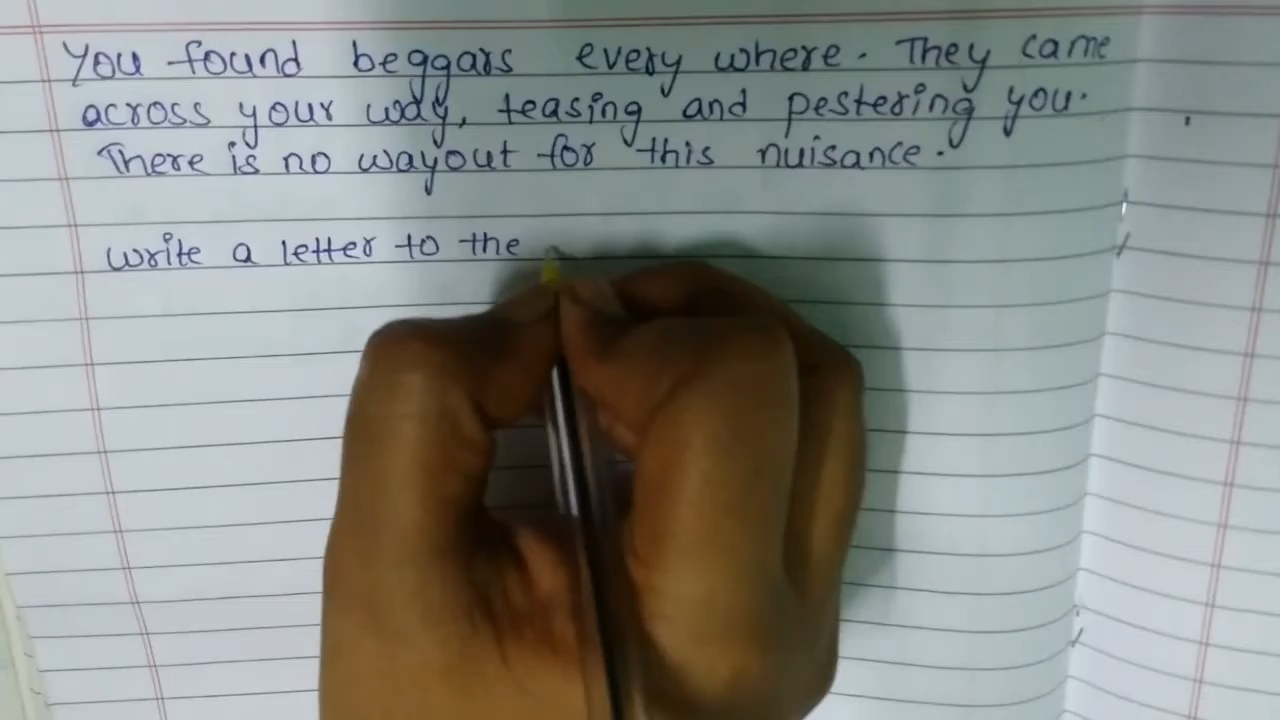 You found beggars every where. They came
across your way, teasing and pestering you.
There is no wayout for this nuisance.
Write a letter to the